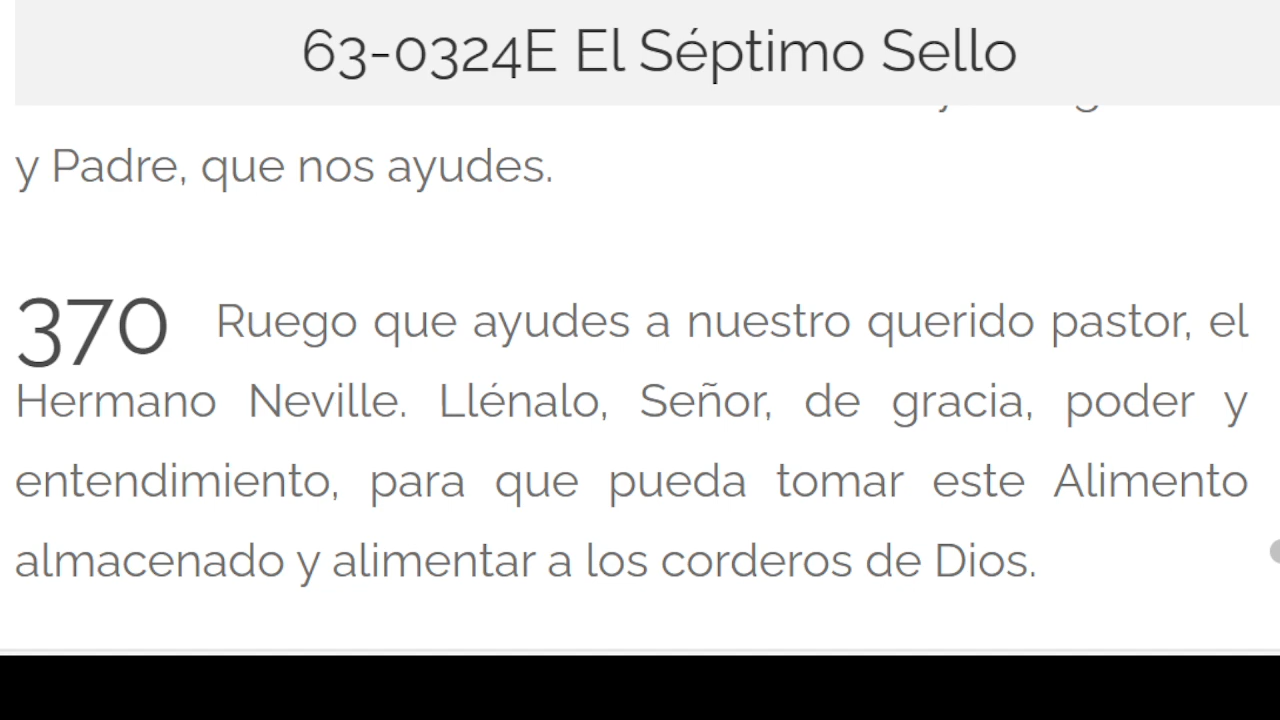 63-0324E El Séptimo Sello
y Padre, que nos ayudes.
370 Ruego que ayudes a nuestro querido pastor, el
Hermano Neville. Llénalo, Señor, de gracia, poder y
entendimiento, para que pueda tomar este Alimento
almacenado y alimentar a los corderos de Dios.